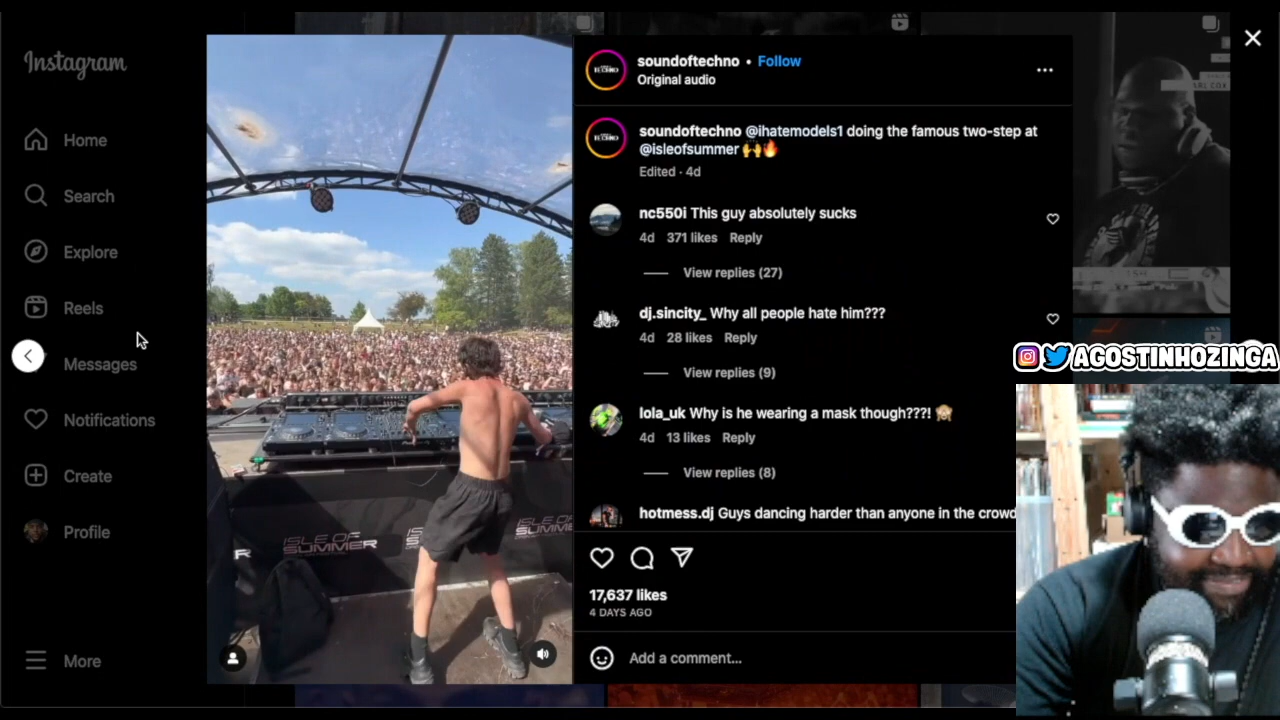 Instagram
Home
Search
Explore
Reels
Messages
Notifications
Create
Profile
More
ISLE OF
SUMMER
soundoftechno • Follow
Original audio
soundoftechno @ihatemodels1 doing the famous two-step at
@isleofsummer 🙌🔥
Edited · 4d
nc550i This guy absolutely sucks
4d 371 likes Reply
View replies (27)
dj.sincity_ Why all people hate him???
4d 28 likes Reply
View replies (9)
lola_uk Why is he wearing a mask though???! 🙈
4d 13 likes Reply
View replies (8)
hotmess.dj Guys dancing harder than anyone in the crowd
17,637 likes
4 DAYS AGO
Add a comment...
AGOSTINHOZINGA